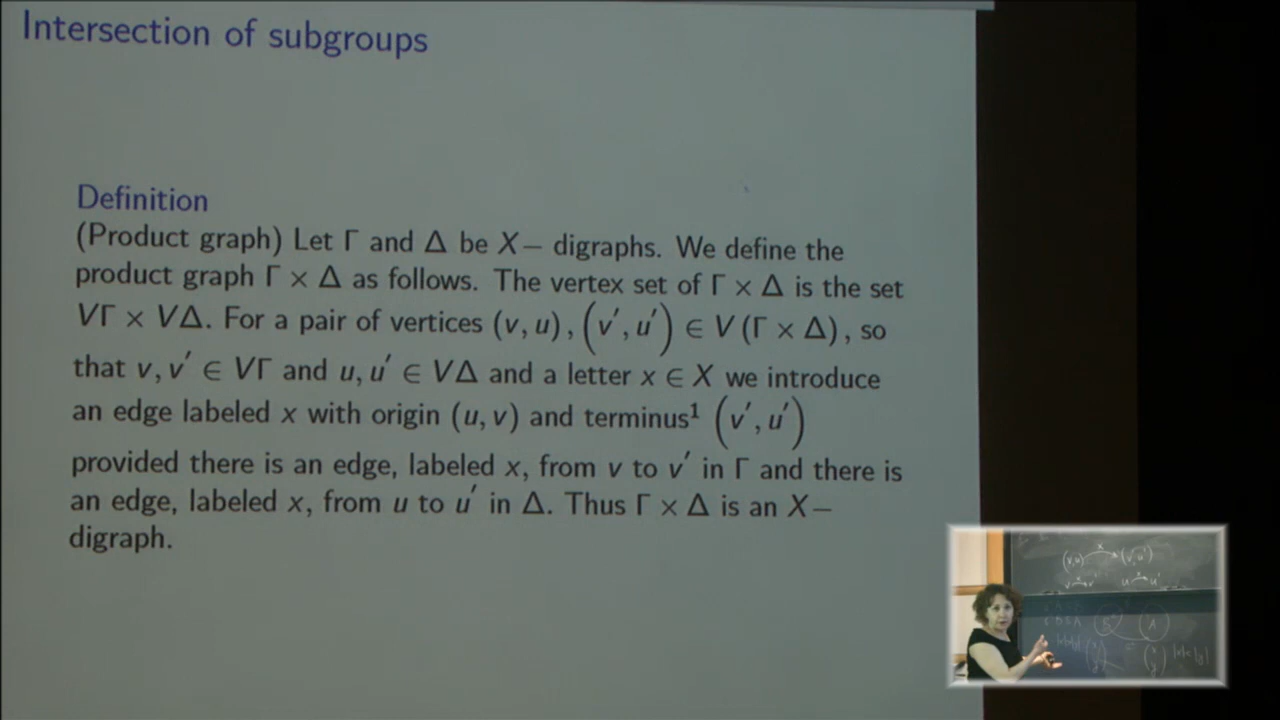 Intersection of subgroups
Definition
(Product graph) Let Γ and Δ be X− digraphs. We define the
product graph Γ × Δ as follows. The vertex set of Γ × Δ is the set
VΓ × VΔ. For a pair of vertices (v, u), (v′, u′) ∈ V (Γ × Δ), so
that v, v′ ∈ VΓ and u, u′ ∈ VΔ and a letter x ∈ X we introduce
an edge labeled x with origin (u, v) and terminus¹ (v′, u′)
provided there is an edge, labeled x, from v to v′ in Γ and there is
an edge, labeled x, from u to u′ in Δ. Thus Γ × Δ is an X−
digraph.
x
(v,u) (v′,u′)